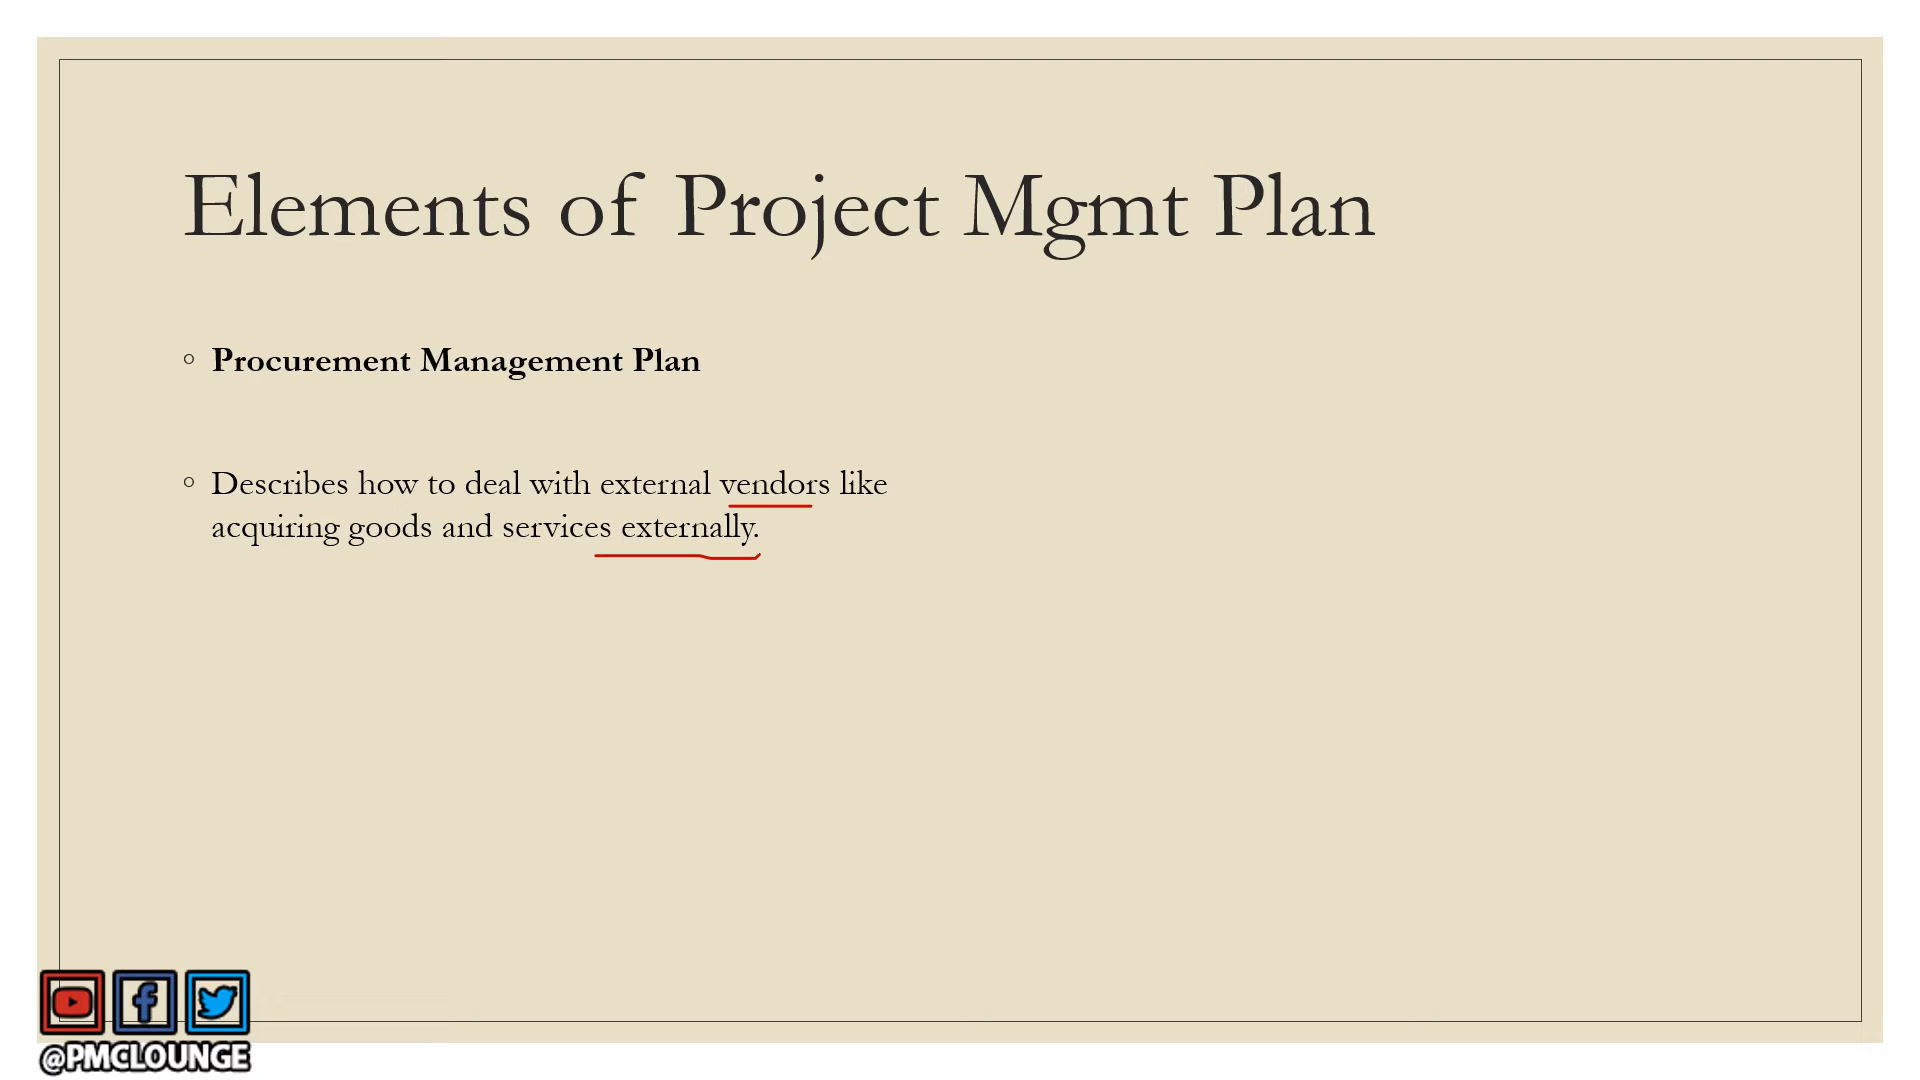 Elements of Project Mgmt Plan
Procurement Management Plan
Describes how to deal with external vendors like
acquiring goods and services externally.
@PMCLOUNGE